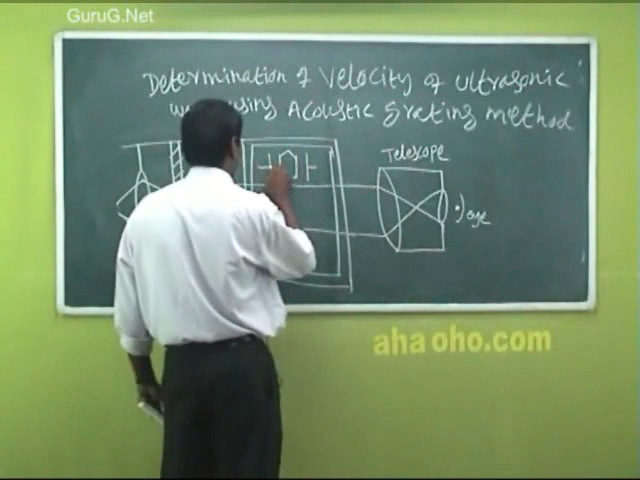 GuruG.Net
Determination of Velocity of ultrasonic
using Acoustic Grating method
Telescope
eye
aha oho.com